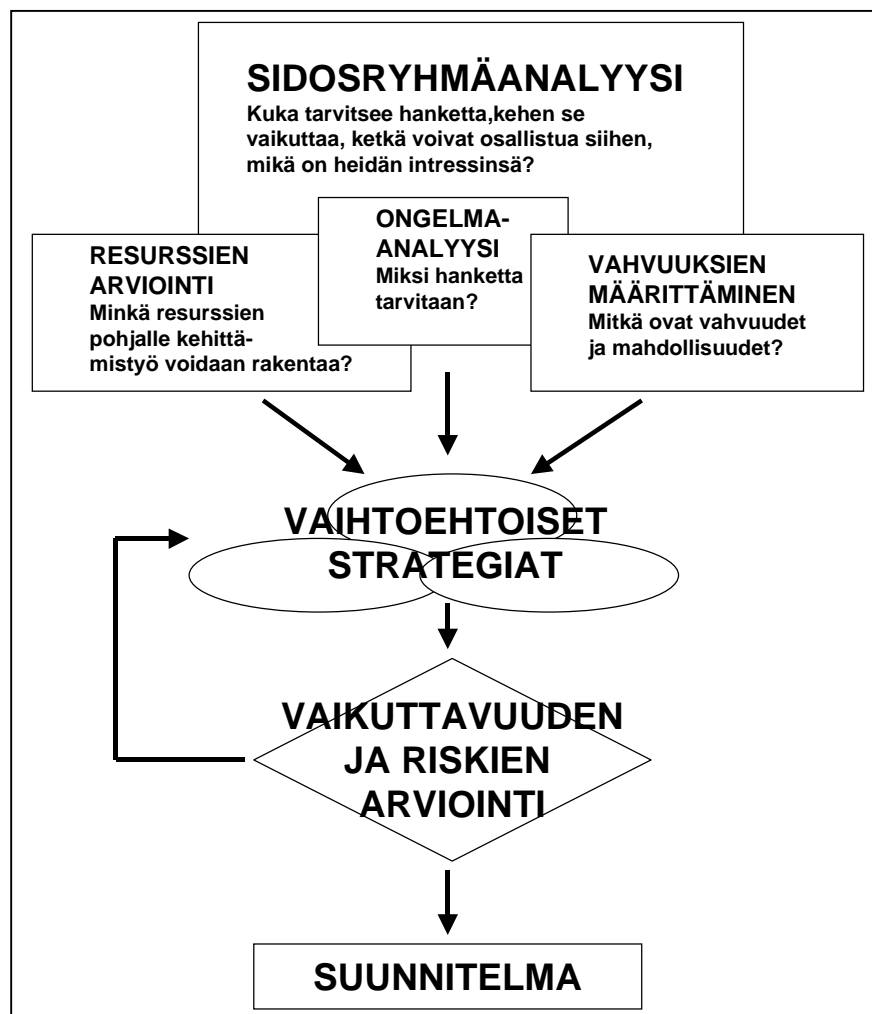 SIDOSRYHMÄANALYYSI
Kuka tarvitsee hanketta,kehen se
vaikuttaa, ketkä voivat osallistua siihen,
mikä on heidän intressinsä?
RESURSSIEN
ARVIOINTI
Minkä resurssien
pohjalle kehittä-
mistyö voidaan rakentaa?
ONGELMA-
ANALYYSI
Miksi hanketta
tarvitaan?
VAHVUUKSIEN
MÄÄRITTÄMINEN
Mitkä ovat vahvuudet
ja mahdollisuudet?
VAIHTOEHTOISET
STRATEGIAT
VAIKUTTAVUUDEN
JA RISKIEN
ARVIOINTI
SUUNNITELMA